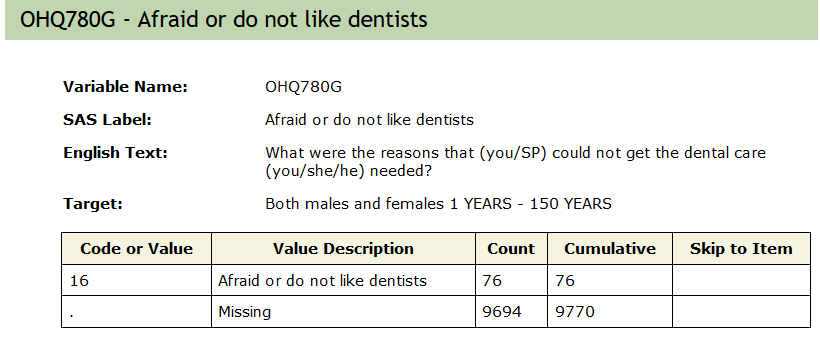 OHQ780G - Afraid or do not like dentists
Variable Name: OHQ780G
SAS Label: Afraid or do not like dentists
English Text: What were the reasons that (you/SP) could not get the dental care
(you/she/he) needed?
Target: Both males and females 1 YEARS - 150 YEARS
Code or Value Value Description Count Cumulative Skip to Item
16 Afraid or do not like dentists 76 76
. Missing 9694 9770